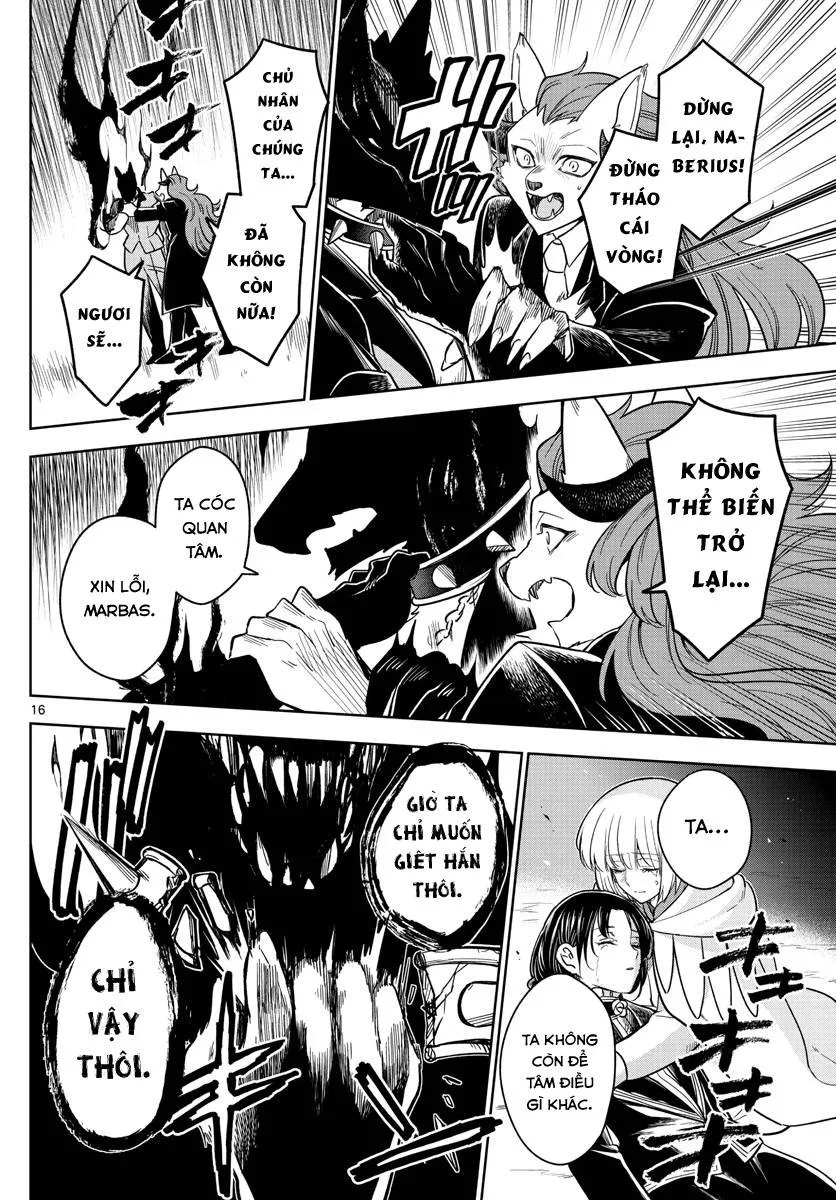 DỪNG
LẠI, NA-
BERIUS!
ĐỪNG
THÁO
CÁI
VÒNG!
CHỦ
NHÂN
CỦA
CHÚNG
TA...
ĐÃ
KHÔNG
CÒN
NỮA!
NGƯƠI
SẼ...
KHÔNG
THỂ BIẾN
TRỞ
LẠI...
TA CÓC
QUAN
TÂM.
XIN LỖI,
MARBAS.
16
TA...
TA KHÔNG
CÒN ĐỂ
TÂM ĐIỀU
GÌ KHÁC.
GIỜ TA
CHỈ MUỐN
GIẾT HẮN
THÔI.
CHỈ
VẬY
THÔI.